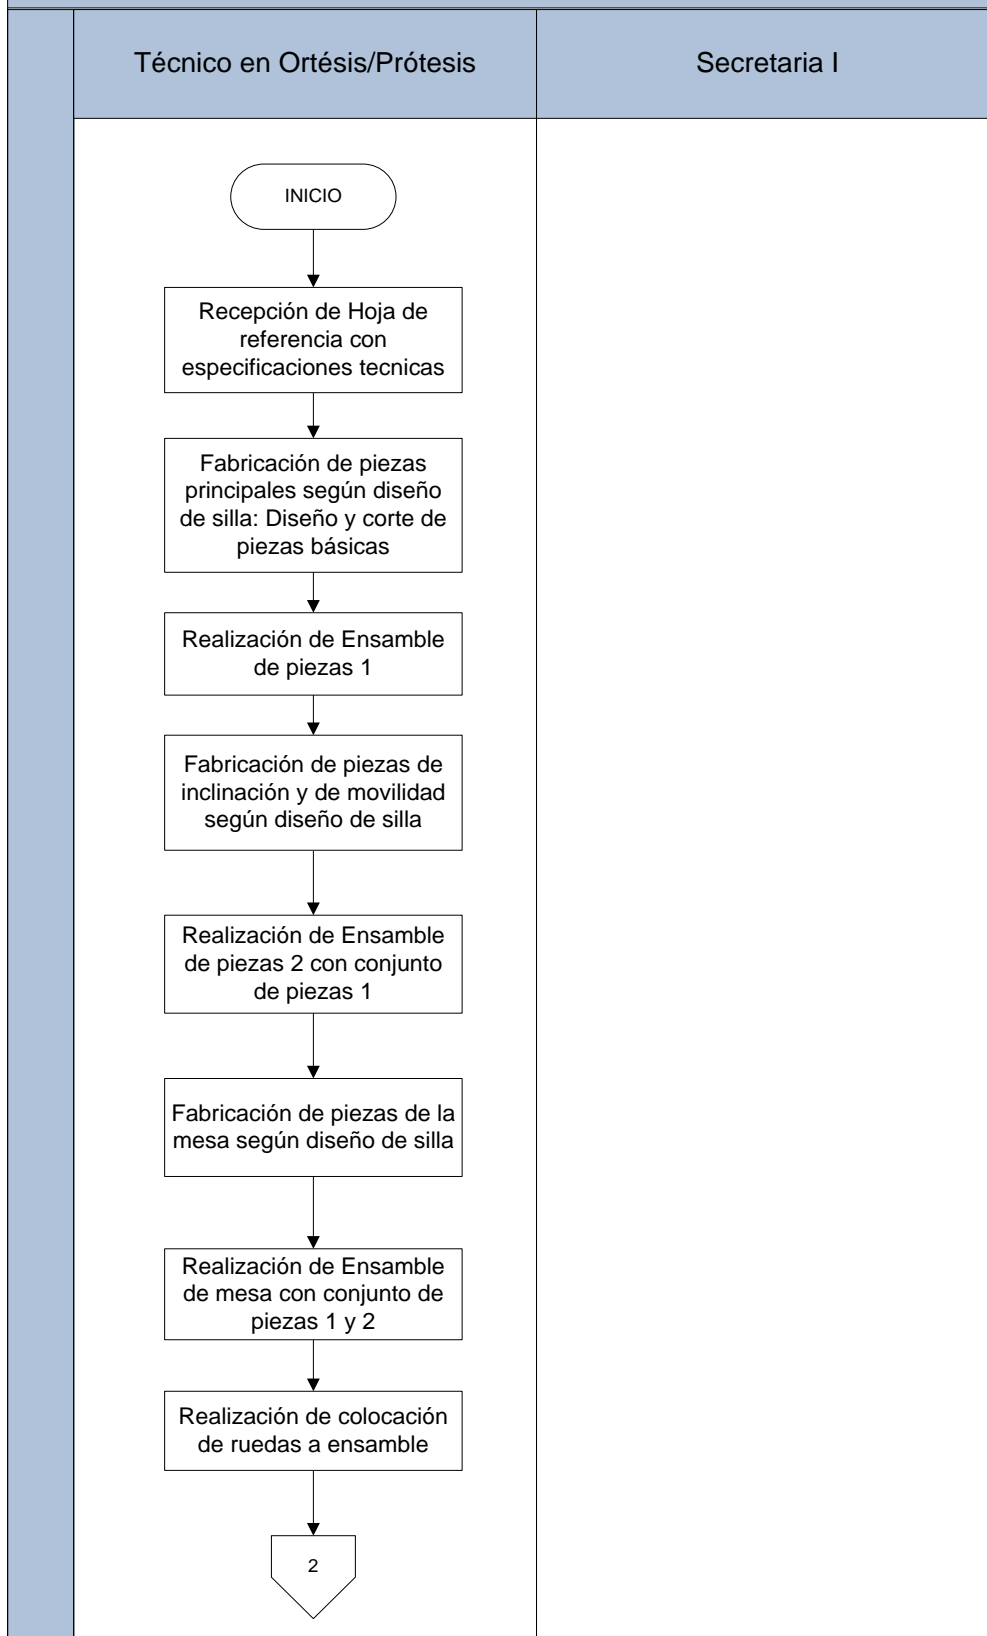 Técnico en Ortésis/Prótesis
Secretaria I
INICIO
Recepción de Hoja de
referencia con
especificaciones tecnicas
Fabricación de piezas
principales según diseño
de silla: Diseño y corte de
piezas básicas
Realización de Ensamble
de piezas 1
Fabricación de piezas de
inclinación y de movilidad
según diseño de silla
Realización de Ensamble
de piezas 2 con conjunto
de piezas 1
Fabricación de piezas de la
mesa según diseño de silla
Realización de Ensamble
de mesa con conjunto de
piezas 1 y 2
Realización de colocación
de ruedas a ensamble
2